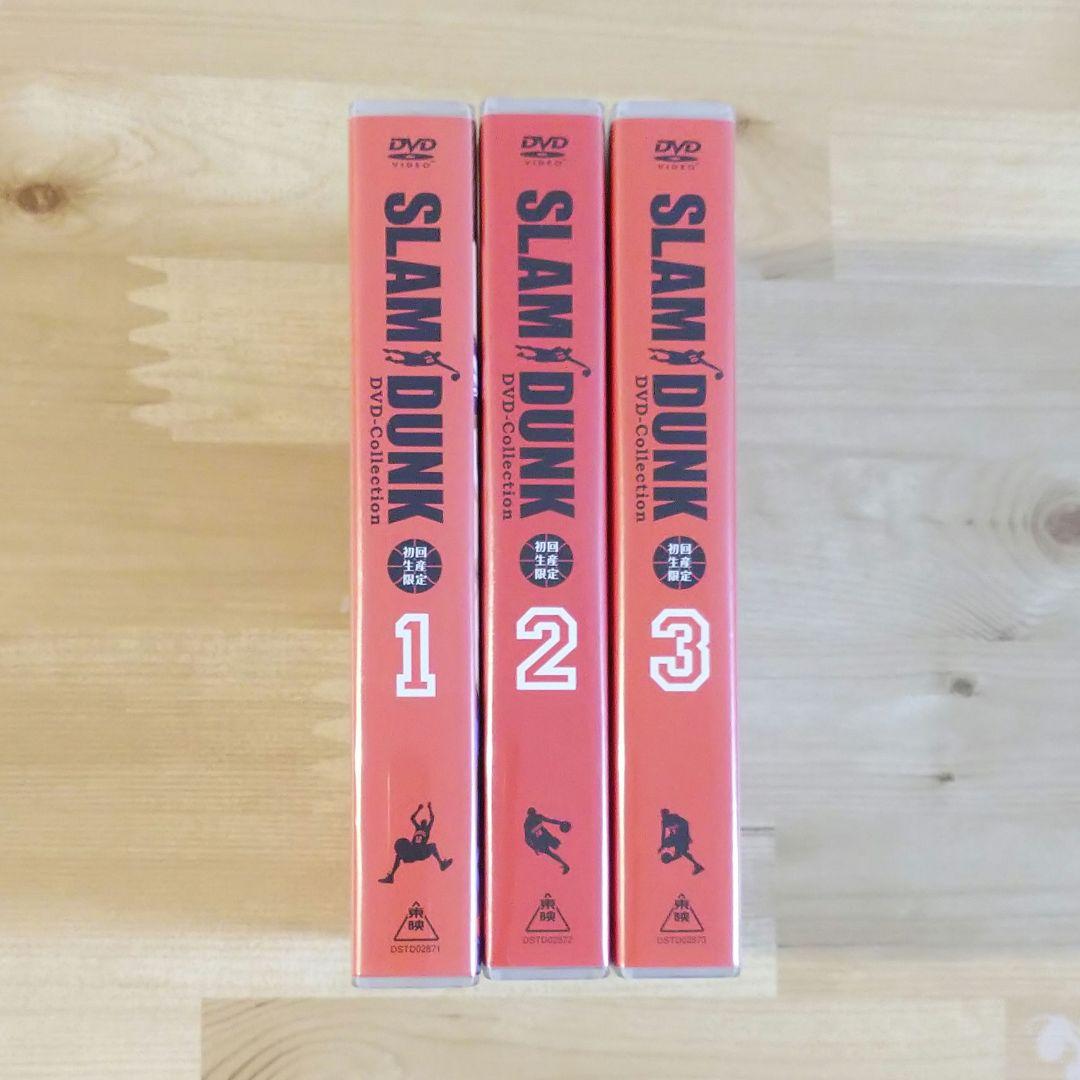 DVD
VIDEO
SLAM DUNK
DVD-Collection
初回
生産
限定
1
東映
DSTD02871
DVD
VIDEO
SLAM DUNK
DVD-Collection
初回
生産
限定
2
東映
DSTD02872
DVD
VIDEO
SLAM DUNK
DVD-Collection
初回
生産
限定
3
東映
DSTD02873